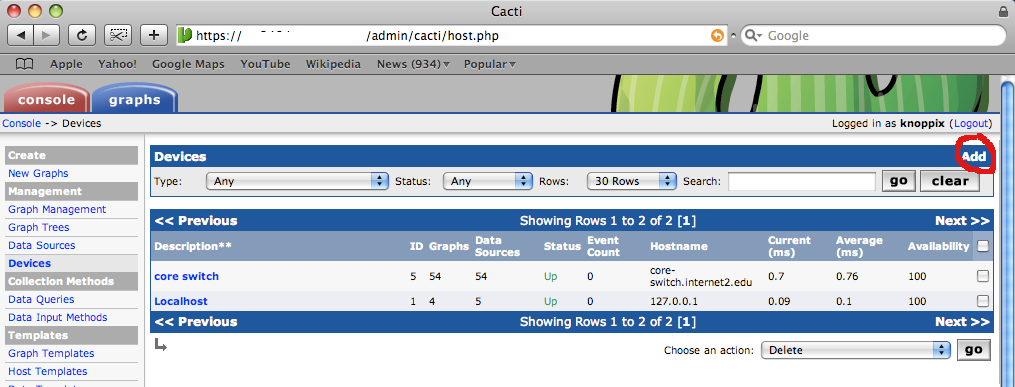 Cacti
https:// /admin/cacti/host.php
Google
Apple Yahoo! Google Maps YouTube Wikipedia News (934) Popular
console graphs
Console -> Devices
Logged in as knoppix (Logout)
Create
New Graphs
Management
Graph Management
Graph Trees
Data Sources
Devices
Collection Methods
Data Queries
Data Input Methods
Templates
Graph Templates
Host Templates
Devices Add
Type: Any Status: Any Rows: 30 Rows Search: go clear
<< Previous Showing Rows 1 to 2 of 2 [1] Next >>
Description** ID Graphs Data Sources Status Event Count Hostname Current (ms) Average (ms) Availability
core switch 5 54 54 Up 0 core-switch.internet2.edu 0.7 0.76 100
Localhost 1 4 5 Up 0 127.0.0.1 0.09 0.1 100
<< Previous Showing Rows 1 to 2 of 2 [1] Next >>
Choose an action: Delete go